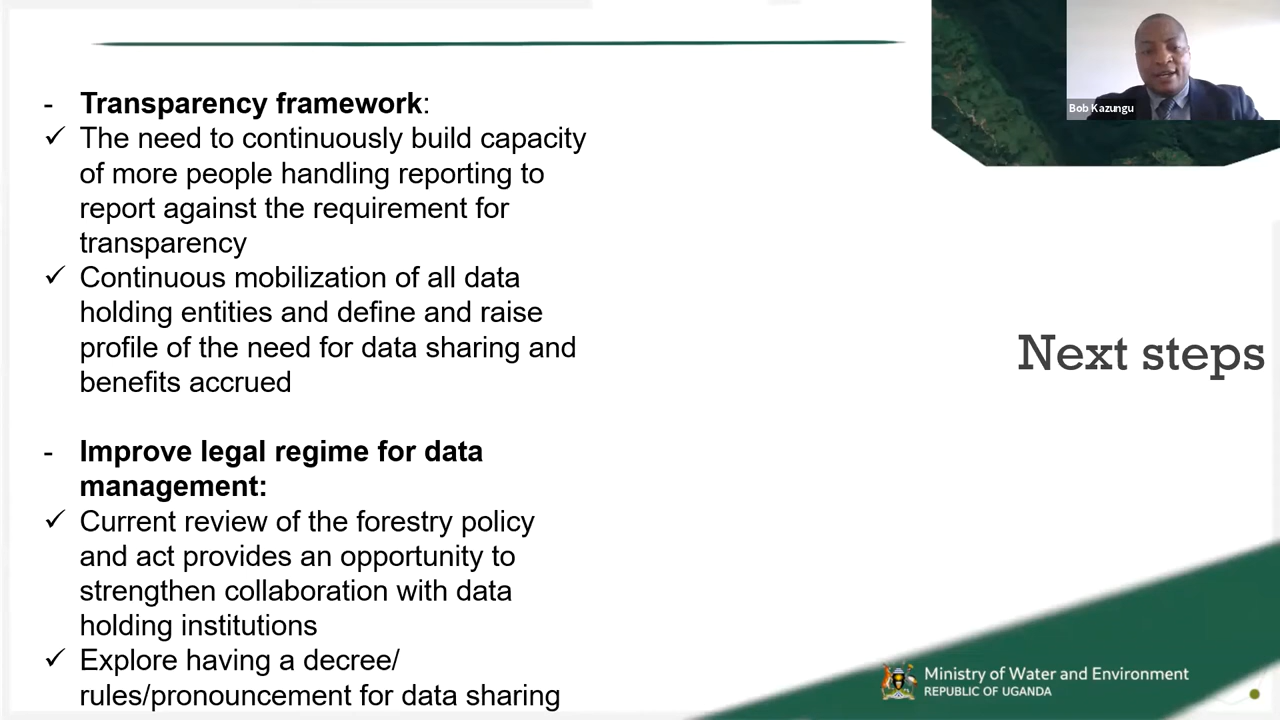 - Transparency framework:
✓ The need to continuously build capacity
of more people handling reporting to
report against the requirement for
transparency
✓ Continuous mobilization of all data
holding entities and define and raise
profile of the need for data sharing and
benefits accrued
- Improve legal regime for data
management:
✓ Current review of the forestry policy
and act provides an opportunity to
strengthen collaboration with data
holding institutions
✓ Explore having a decree/
rules/pronouncement for data sharing
Bob Kazungu
Next steps
Ministry of Water and Environment
REPUBLIC OF UGANDA